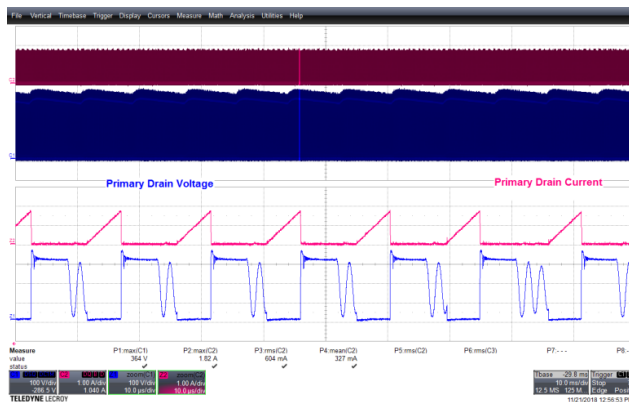 File Vertical Timebase Trigger Display Cursors Measure Math Analysis Utilities Help
Primary Drain Voltage Primary Drain Current
Measure P1:max(C1) P2:max(C2) P3:rms(C2) P4:mean(C2) P5:rms(C2) P6:rms(C3) P7:- - - P8:-
value 364 V 1.82 A 604 mA 327 mA
status
C2 zoom(C1) Z2 zoom(C2) Tbase -29.8 ms Trigger
100 V/div 1.00 A/div 100 V/div 1.00 A/div 10.0 ms/div Stop
-286.5 V 1.040 A 10.0 µs/div 10.0 µs/div 12.5 MS 125 M Edge Posi
TELEDYNE LECROY 11/21/2018 12:56:53 PM